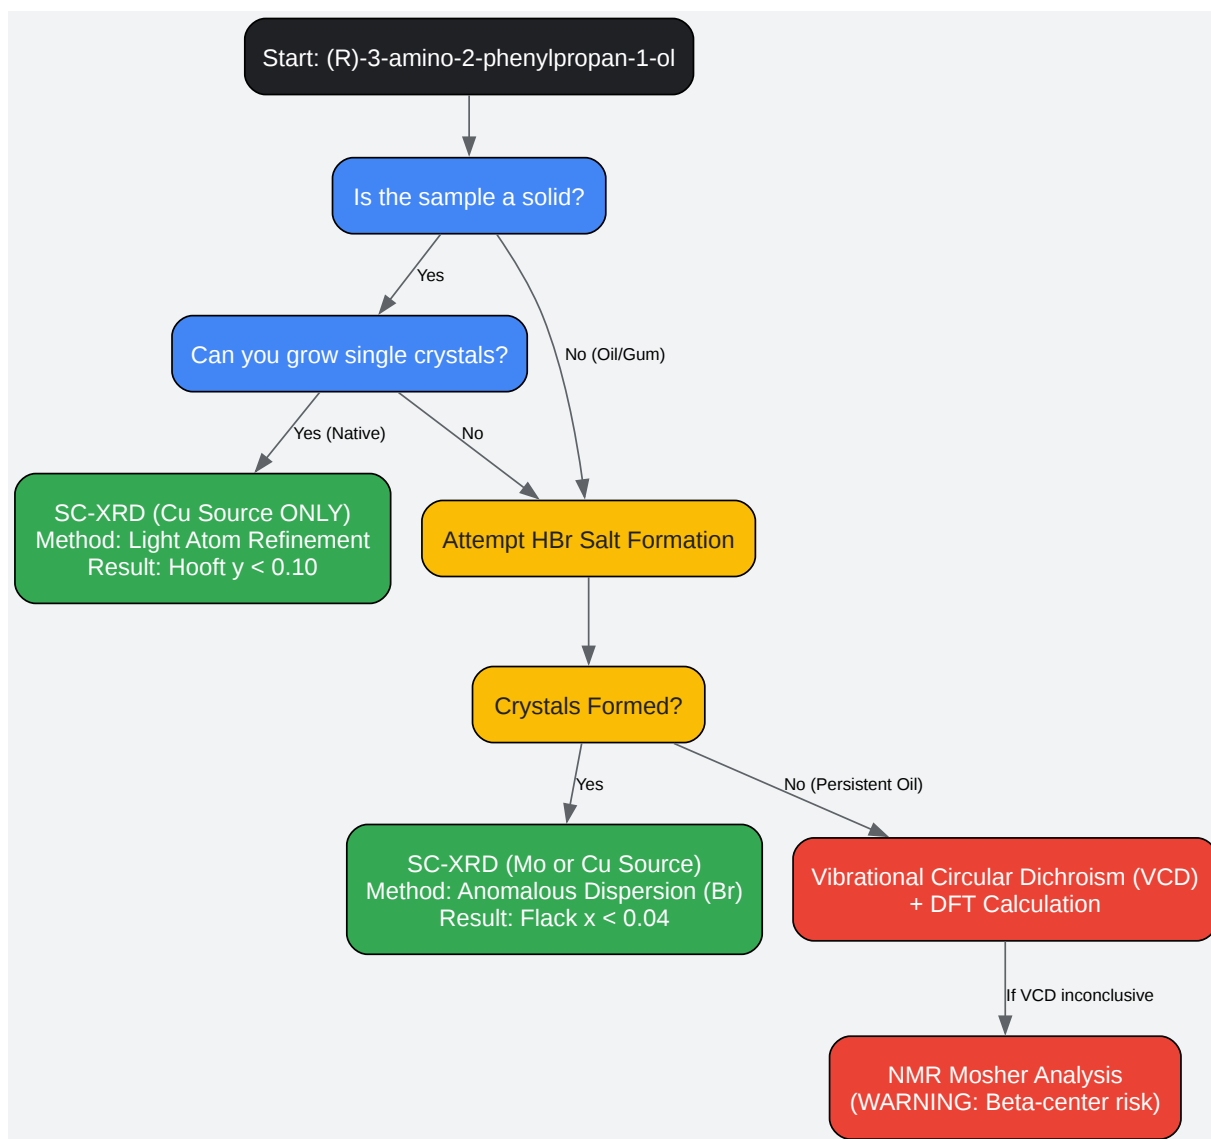 Start: (R)-3-amino-2-phenylpropan-1-ol
Is the sample a solid?
Yes
No (Oil/Gum)
Can you grow single crystals?
Yes (Native)
No
SC-XRD (Cu Source ONLY)
Method: Light Atom Refinement
Result: Hooft y < 0.10
Attempt HBr Salt Formation
Crystals Formed?
Yes
No (Persistent Oil)
SC-XRD (Mo or Cu Source)
Method: Anomalous Dispersion (Br)
Result: Flack x < 0.04
Vibrational Circular Dichroism (VCD)
+ DFT Calculation
If VCD inconclusive
NMR Mosher Analysis
(WARNING: Beta-center risk)